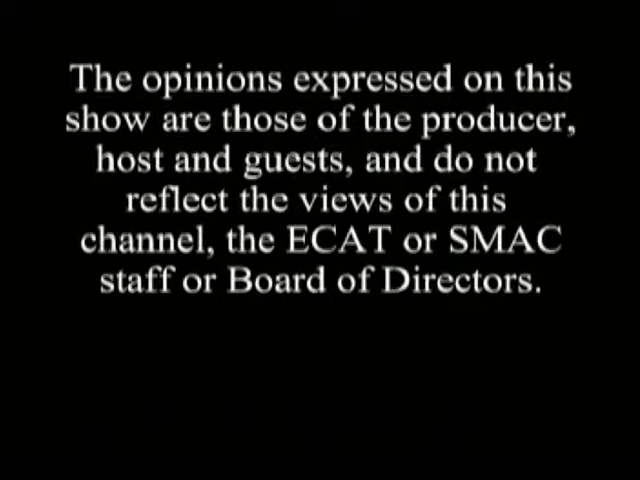 The opinions expressed on this
show are those of the producer,
host and guests, and do not
reflect the views of this
channel, the ECAT or SMAC
staff or Board of Directors.